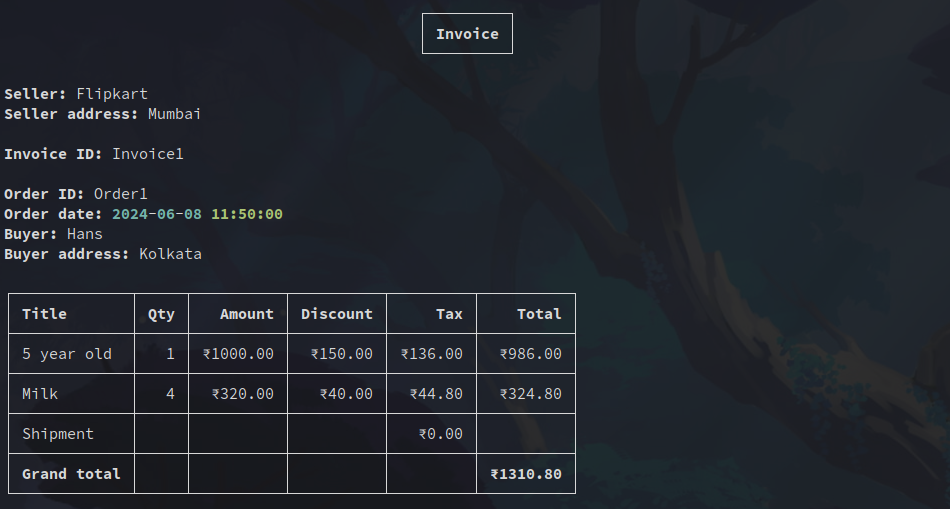 Invoice
Seller: Flipkart
Seller address: Mumbai
Invoice ID: Invoice1
Order ID: Order1
Order date: 2024-06-08 11:50:00
Buyer: Hans
Buyer address: Kolkata
Title Qty Amount Discount Tax Total
5 year old 1 ₹1000.00 ₹150.00 ₹136.00 ₹986.00
Milk 4 ₹320.00 ₹40.00 ₹44.80 ₹324.80
Shipment ₹0.00
Grand total ₹1310.80